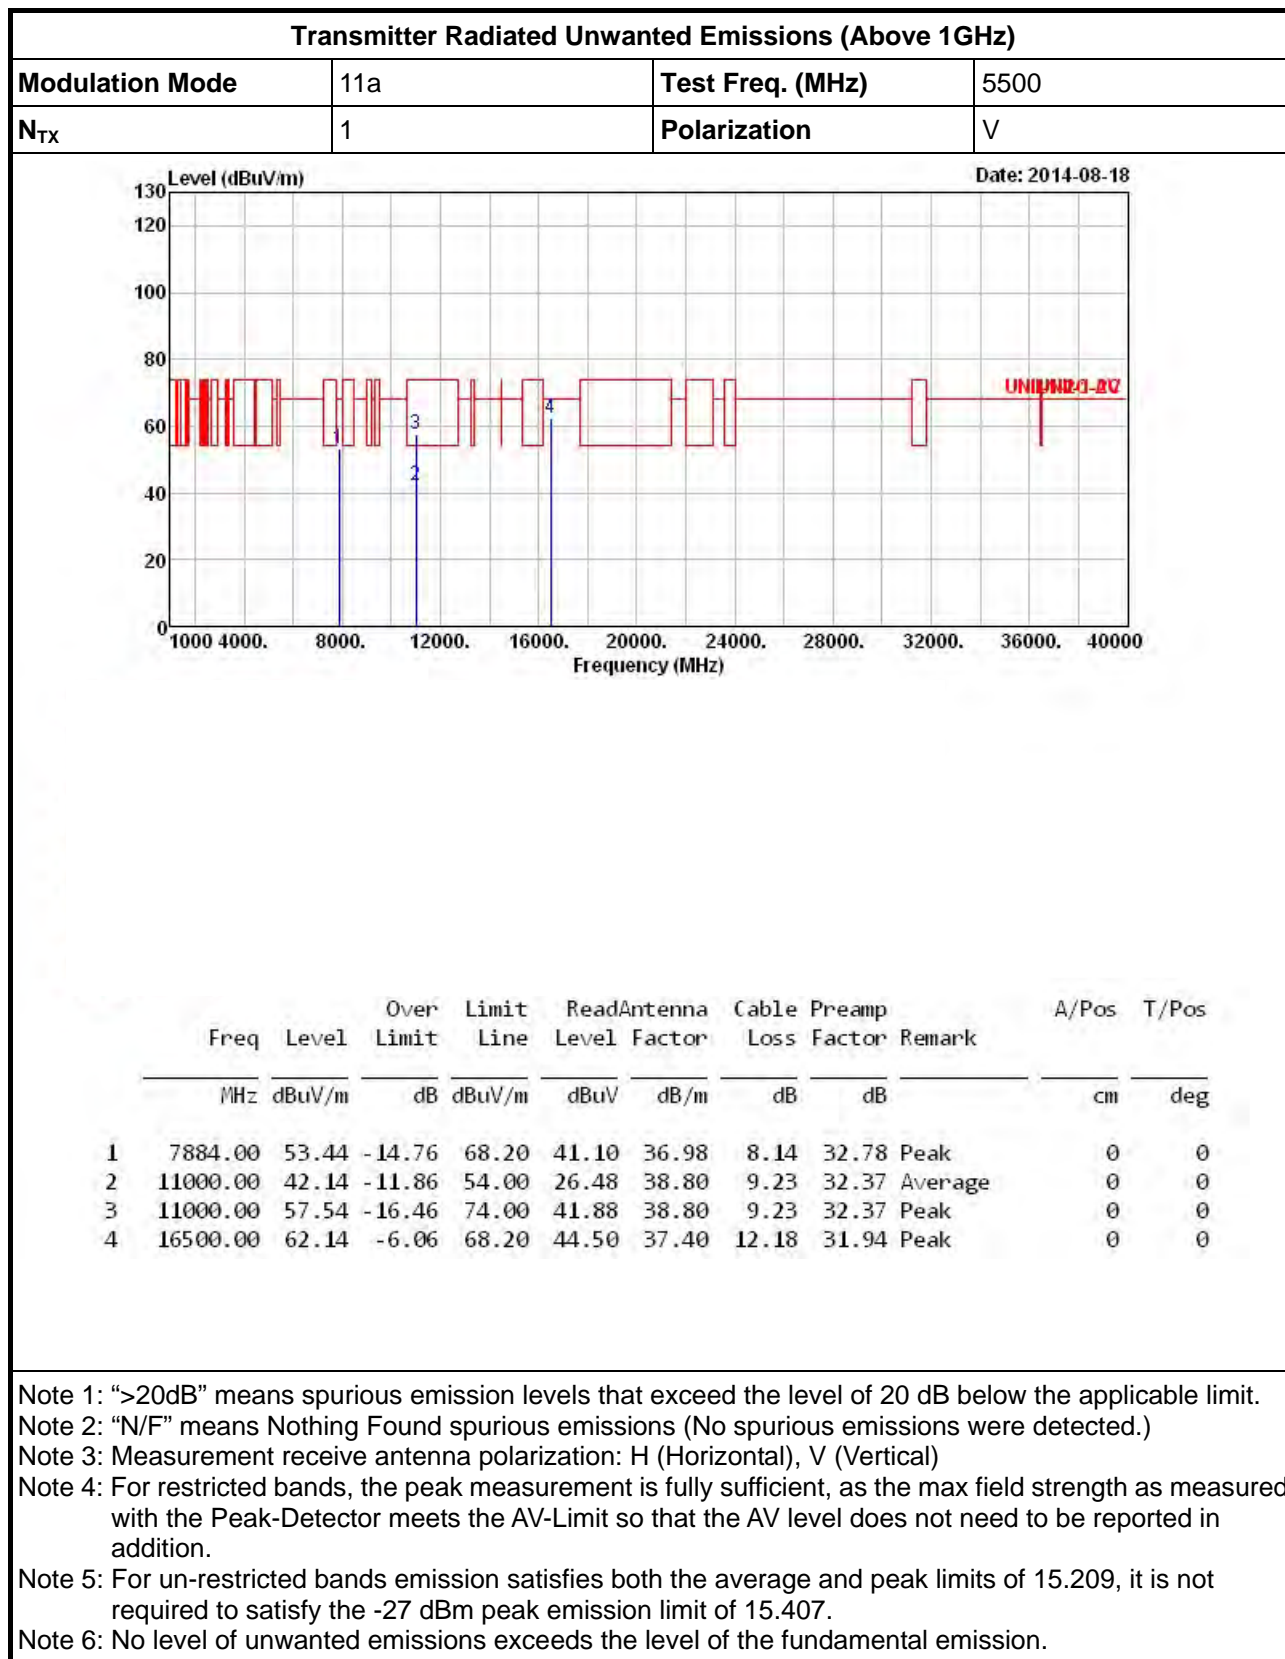 Transmitter Radiated Unwanted Emissions (Above 1GHz)
Modulation Mode 11a Test Freq. (MHz) 5500
NTX 1 Polarization V
Level (dBuV/m) Date: 2014-08-18
130
120
100
80
60
40
20
0
1
2
3
4
1000 4000. 8000. 12000. 16000. 20000. 24000. 28000. 32000. 36000. 40000
Frequency (MHz)
Over Limit ReadAntenna Cable Preamp A/Pos T/Pos
Freq Level Limit Line Level Factor Loss Factor Remark
MHz dBuV/m dB dBuV/m dBuV dB/m dB dB cm deg
1 7884.00 53.44 -14.76 68.20 41.10 36.98 8.14 32.78 Peak 0 0
2 11000.00 42.14 -11.86 54.00 26.48 38.80 9.23 32.37 Average 0 0
3 11000.00 57.54 -16.46 74.00 41.88 38.80 9.23 32.37 Peak 0 0
4 16500.00 62.14 -6.06 68.20 44.50 37.40 12.18 31.94 Peak 0 0
Note 1: “>20dB” means spurious emission levels that exceed the level of 20 dB below the applicable limit.
Note 2: “N/F” means Nothing Found spurious emissions (No spurious emissions were detected.)
Note 3: Measurement receive antenna polarization: H (Horizontal), V (Vertical)
Note 4: For restricted bands, the peak measurement is fully sufficient, as the max field strength as measured
with the Peak-Detector meets the AV-Limit so that the AV level does not need to be reported in
addition.
Note 5: For un-restricted bands emission satisfies both the average and peak limits of 15.209, it is not
required to satisfy the -27 dBm peak emission limit of 15.407.
Note 6: No level of unwanted emissions exceeds the level of the fundamental emission.